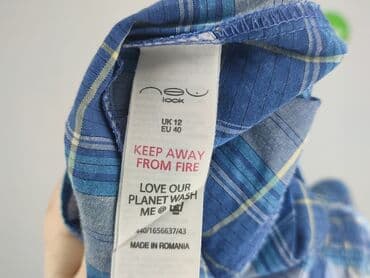 new
look
UK 12
EU 40
KEEP AWAY
FROM FIRE
LOVE OUR
PLANET WASH
ME @
440/1656637/43
MADE IN ROMANIA